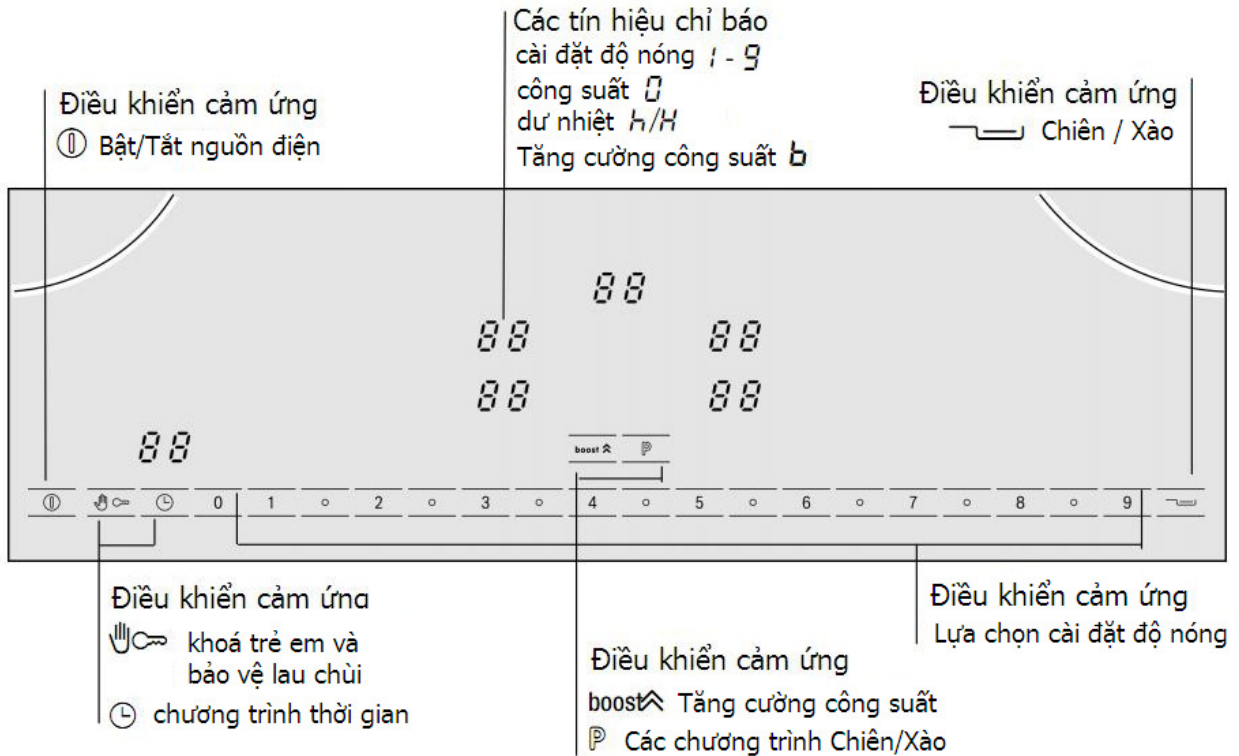 Các tín hiệu chỉ báo
cài đặt độ nóng 1 - 9
công suất 0
dư nhiệt h/H
Tăng cường công suất b
Điều khiển cảm ứng
Bật/Tắt nguồn điện
Điều khiển cảm ứng
Chiên / Xào
88
88 88
88 88
88
boost P
0 1 2 3 4 5 6 7 8 9
Điều khiển cảm ứng
khoá trẻ em và
bảo vệ lau chùi
chương trình thời gian
Điều khiển cảm ứng
boost Tăng cường công suất
P Các chương trình Chiên/Xào
Điều khiển cảm ứng
Lựa chọn cài đặt độ nóng